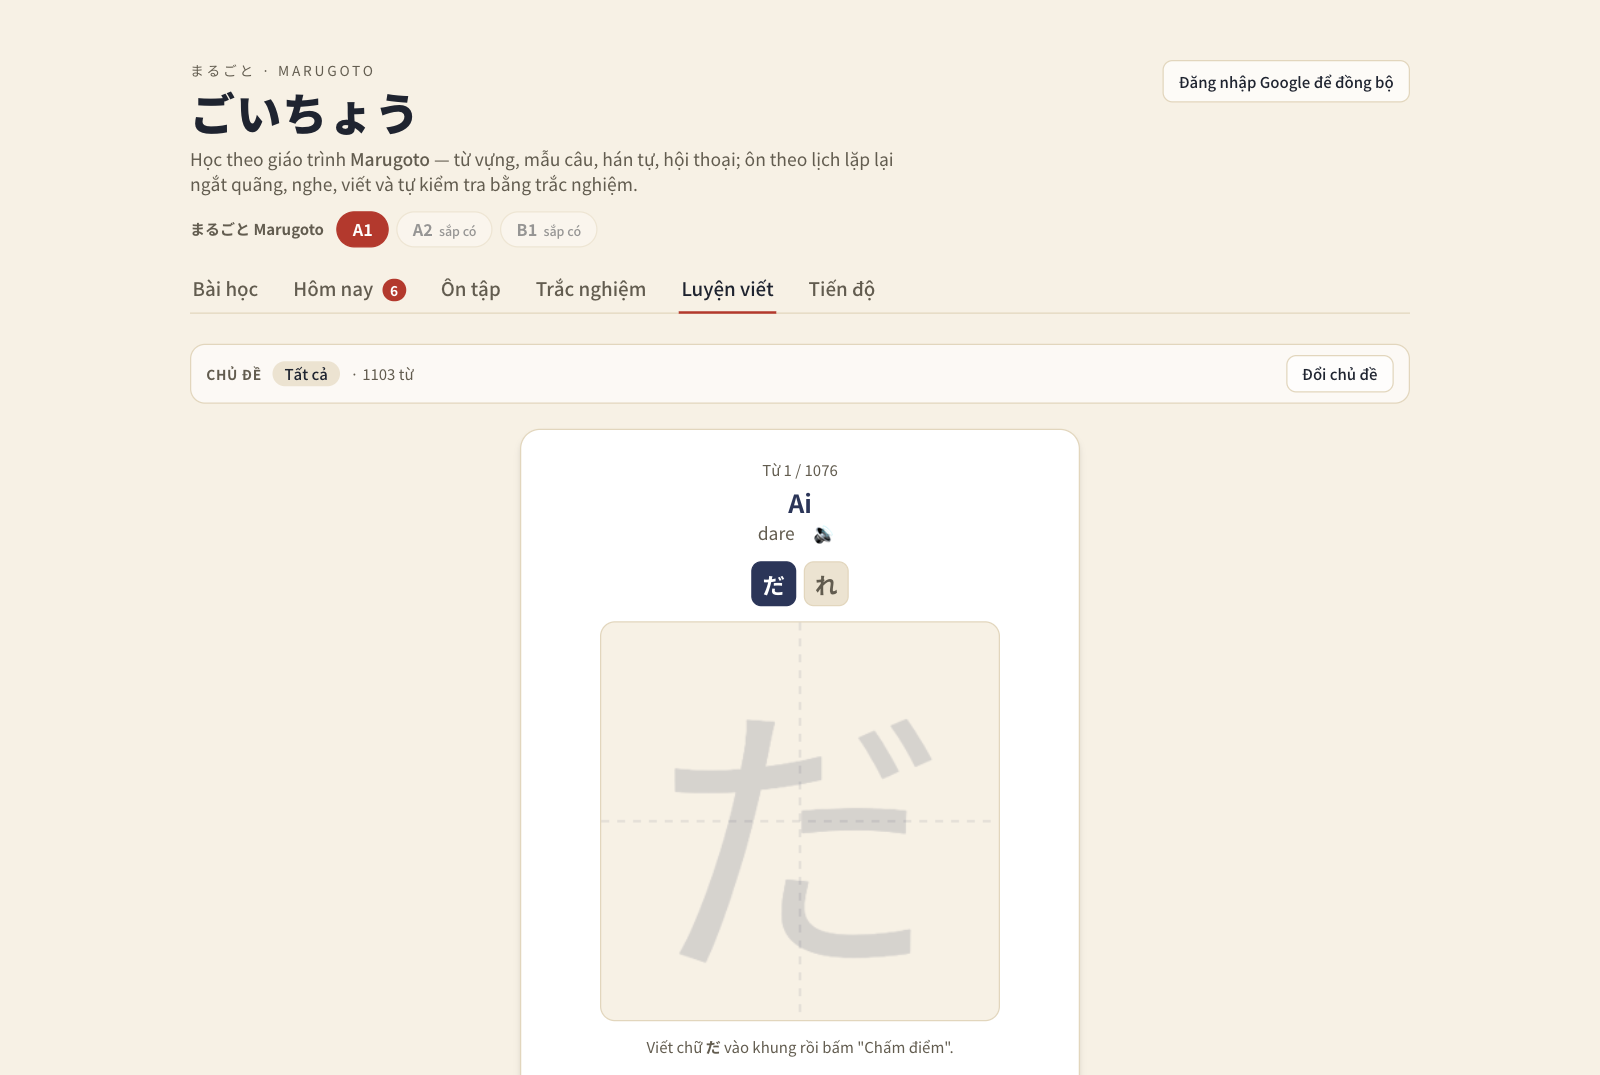 まるごと · MARUGOTO
Đăng nhập Google để đồng bộ
ごいちょう
Học theo giáo trình Marugoto — từ vựng, mẫu câu, hán tự, hội thoại; ôn theo lịch lặp lại
ngắt quãng, nghe, viết và tự kiểm tra bằng trắc nghiệm.
まるごと Marugoto A1 A2 sắp có B1 sắp có
Bài học Hôm nay 6 Ôn tập Trắc nghiệm Luyện viết Tiến độ
CHỦ ĐỀ Tất cả · 1103 từ Đổi chủ đề
Từ 1 / 1076
Ai
dare
だ れ
だ
Viết chữ だ vào khung rồi bấm "Chấm điểm".